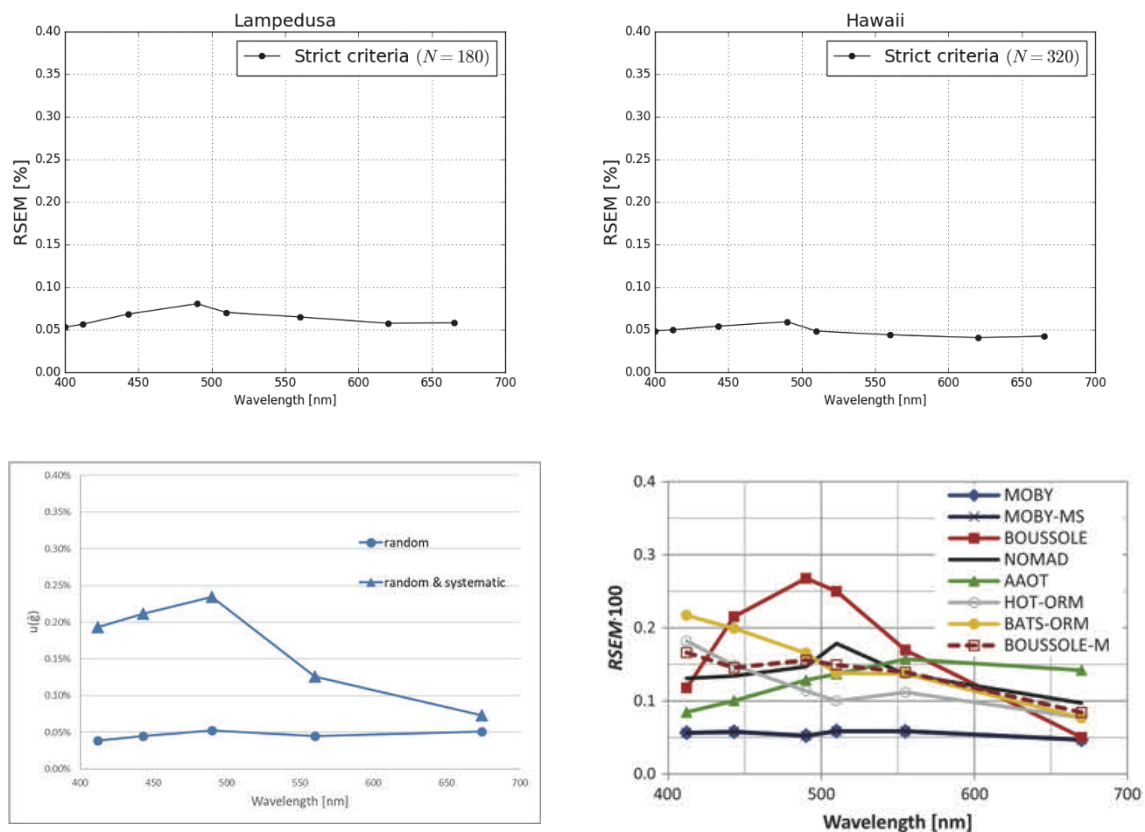 Lampedusa
0.40
0.35
0.30
0.25
0.20
0.15
0.10
0.05
0.00
RSEM [%]
Strict criteria (N = 180)
400 450 500 550 600 650 700
Wavelength [nm]
Hawaii
0.40
0.35
0.30
0.25
0.20
0.15
0.10
0.05
0.00
RSEM [%]
Strict criteria (N = 320)
400 450 500 550 600 650 700
Wavelength [nm]
0.40%
0.35%
0.30%
0.25%
0.20%
0.15%
0.10%
0.05%
0.00%
u(ḡ)
random
random & systematic
400 450 500 550 600 650 700
Wavelength [nm]
0.4
0.3
0.2
0.1
0.0
RSEM·100
MOBY
MOBY-MS
BOUSSOLE
NOMAD
AAOT
HOT-ORM
BATS-ORM
BOUSSOLE-M
400 500 600 700
Wavelength [nm]